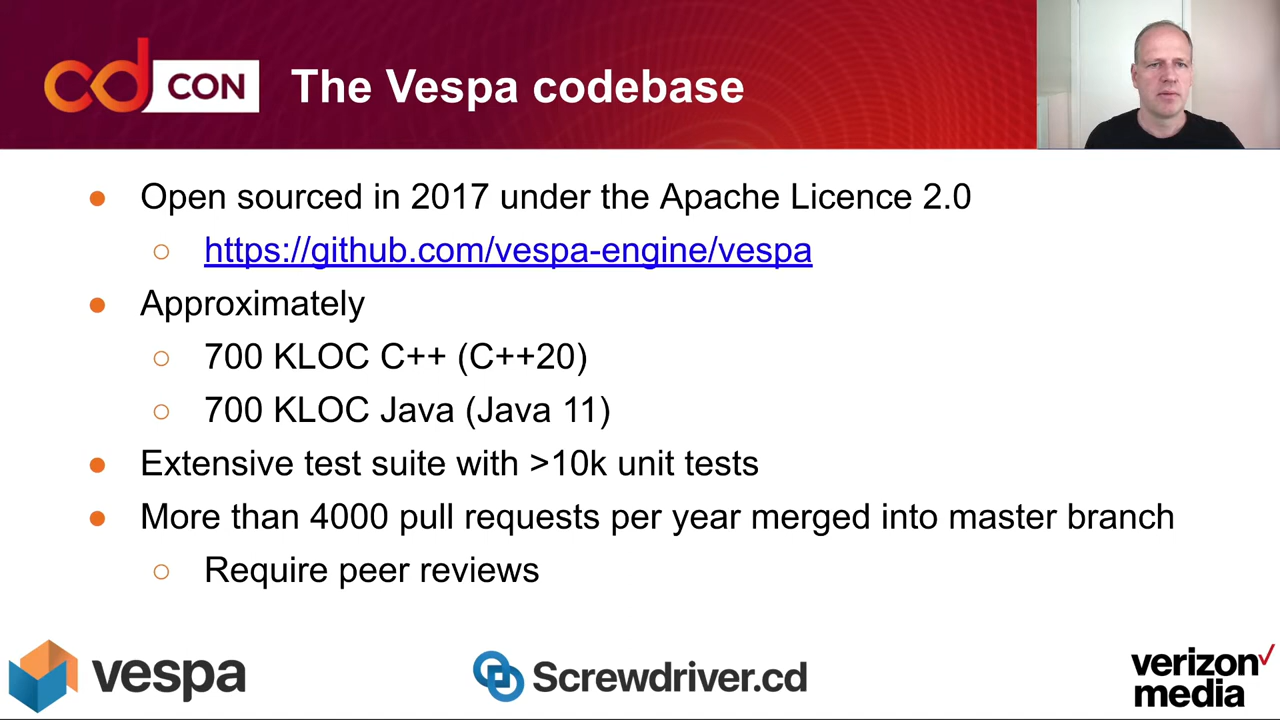 cd CON
The Vespa codebase
Open sourced in 2017 under the Apache Licence 2.0
https://github.com/vespa-engine/vespa
Approximately
700 KLOC C++ (C++20)
700 KLOC Java (Java 11)
Extensive test suite with >10k unit tests
More than 4000 pull requests per year merged into master branch
Require peer reviews
vespa
Screwdriver.cd
verizon
media